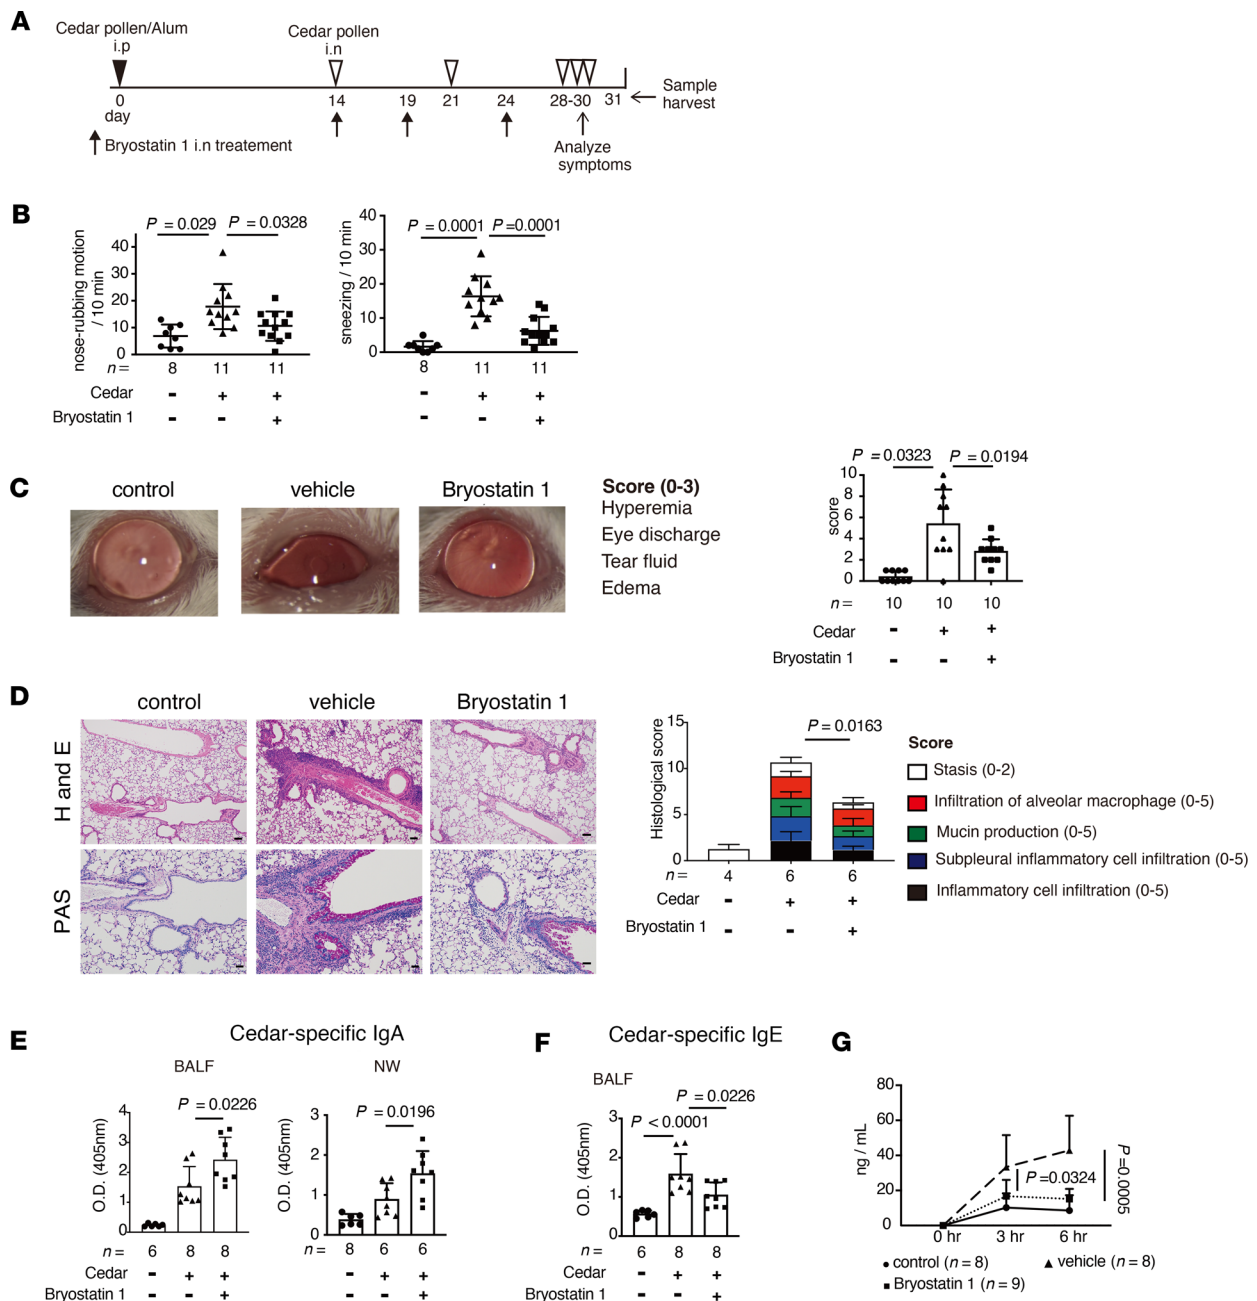 A
Cedar pollen/Alum
i.p
Cedar pollen
i.n
0 14 19 21 24 28-30 31
day
Sample
harvest
Bryostatin 1 i.n treatement
Analyze
symptoms
B
P = 0.029 P = 0.0328
nose-rubbing motion
/ 10 min
40
30
20
10
0
n = 8 11 11
Cedar - + +
Bryostatin 1 - - +
P = 0.0001 P =0.0001
sneezing / 10 min
40
30
20
10
0
8 11 11
- + +
- - +
C
control vehicle Bryostatin 1
Score (0-3)
Hyperemia
Eye discharge
Tear fluid
Edema
P = 0.0323 P = 0.0194
score
10
8
6
4
2
0
n = 10 10 10
Cedar - + +
Bryostatin 1 - - +
D
control vehicle Bryostatin 1
H and E
PAS
P = 0.0163
Histological score
15
10
5
0
n = 4 6 6
Cedar - + +
Bryostatin 1 - - +
Score
Stasis (0-2)
Infiltration of alveolar macrophage (0-5)
Mucin production (0-5)
Subpleural inflammatory cell infiltration (0-5)
Inflammatory cell infiltration (0-5)
E
Cedar-specific IgA
BALF
P = 0.0226
O.D. (405nm)
4
3
2
1
0
n = 6 8 8
Cedar - + +
Bryostatin 1 - - +
NW
P = 0.0196
O.D. (405nm)
3
2
1
0
8 6 6
- + +
- - +
F
Cedar-specific IgE
BALF
P = 0.0226
P < 0.0001
O.D. (405nm)
3
2
1
0
n = 6 8 8
Cedar - + +
Bryostatin 1 - - +
G
ng / mL
80
60
40
20
0
P =0.0324
P =0.0005
0 hr 3 hr 6 hr
control (n = 8) vehicle (n = 8)
Bryostatin 1 (n = 9)